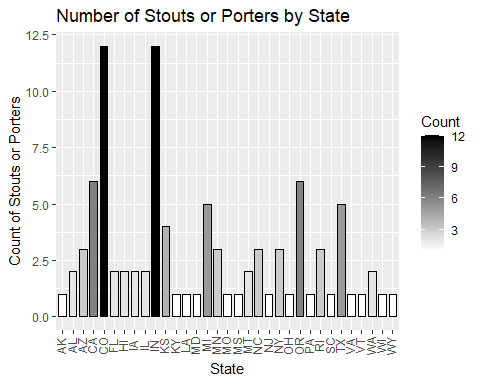 Number of Stouts or Porters by State
Count of Stouts or Porters
12.5
10.0
7.5
5.0
2.5
0.0
AK AL AZ CA CO FL HI IA IL IN KS KY LA MD MI MN MO MS MT NC NJ NY OH OR PA RI SC TX VA VT WA WI WY
State
Count
12
9
6
3